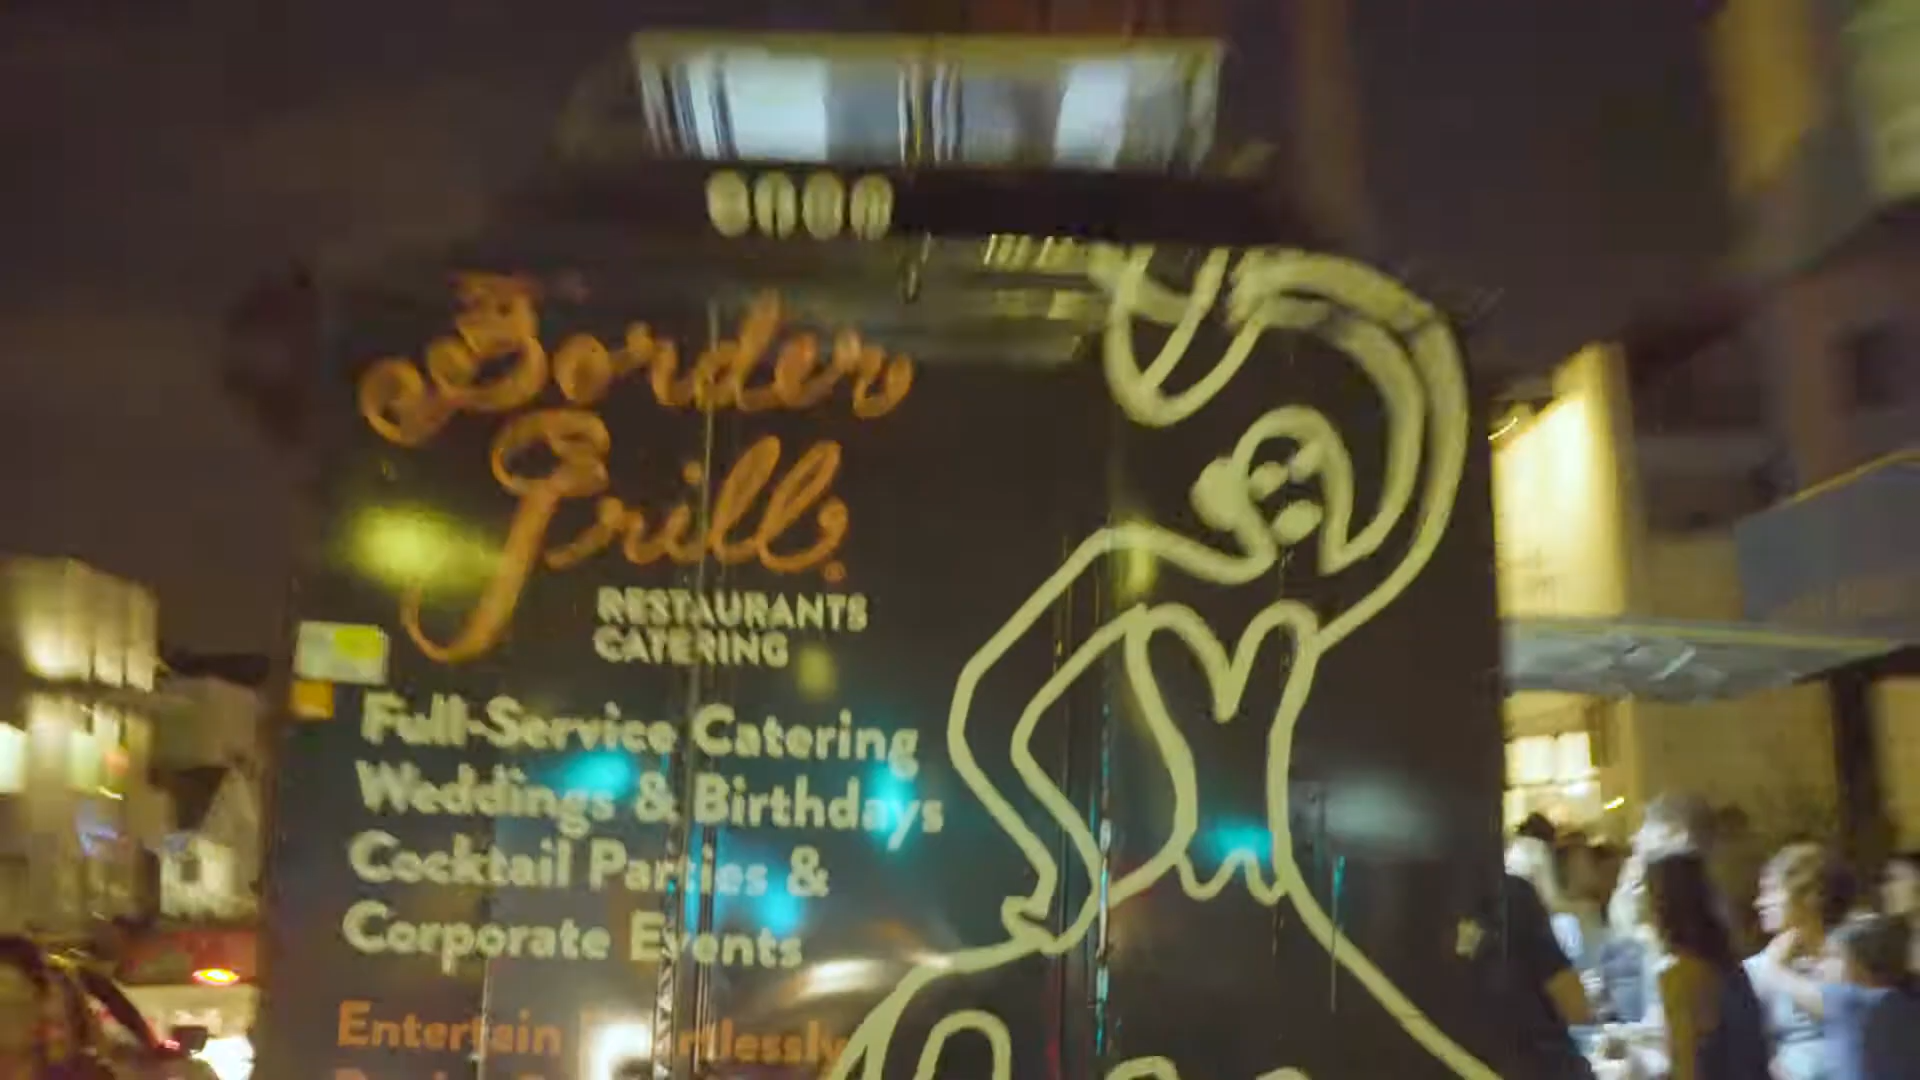 Border
Grill
RESTAURANTS
CATERING
Full-Service Catering
Weddings & Birthdays
Cocktail Parties &
Corporate Events
Entertain